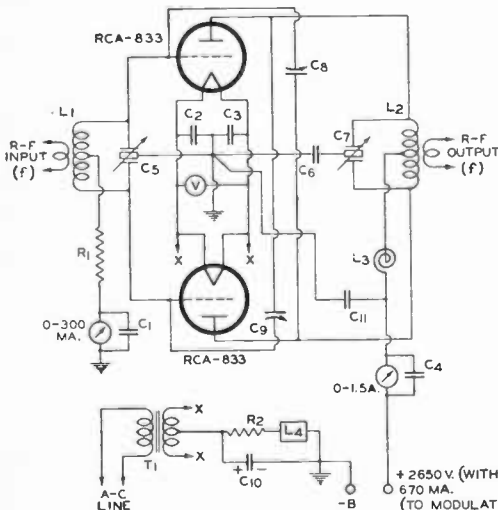 RCA-833
C8
L1
L2
C2 C3
C7
R-F
INPUT
(f)
C5
C6
R-F
OUTPUT
(f)
V
R1
X X
L3
C1
0-300
MA.
C9
C11
RCA-833
C4
0-1.5A.
T1
X
X
R2
L4
C10
A-C
LINE
-B
+ 2650 V. (WITH
670 MA.
(TO MODULAT